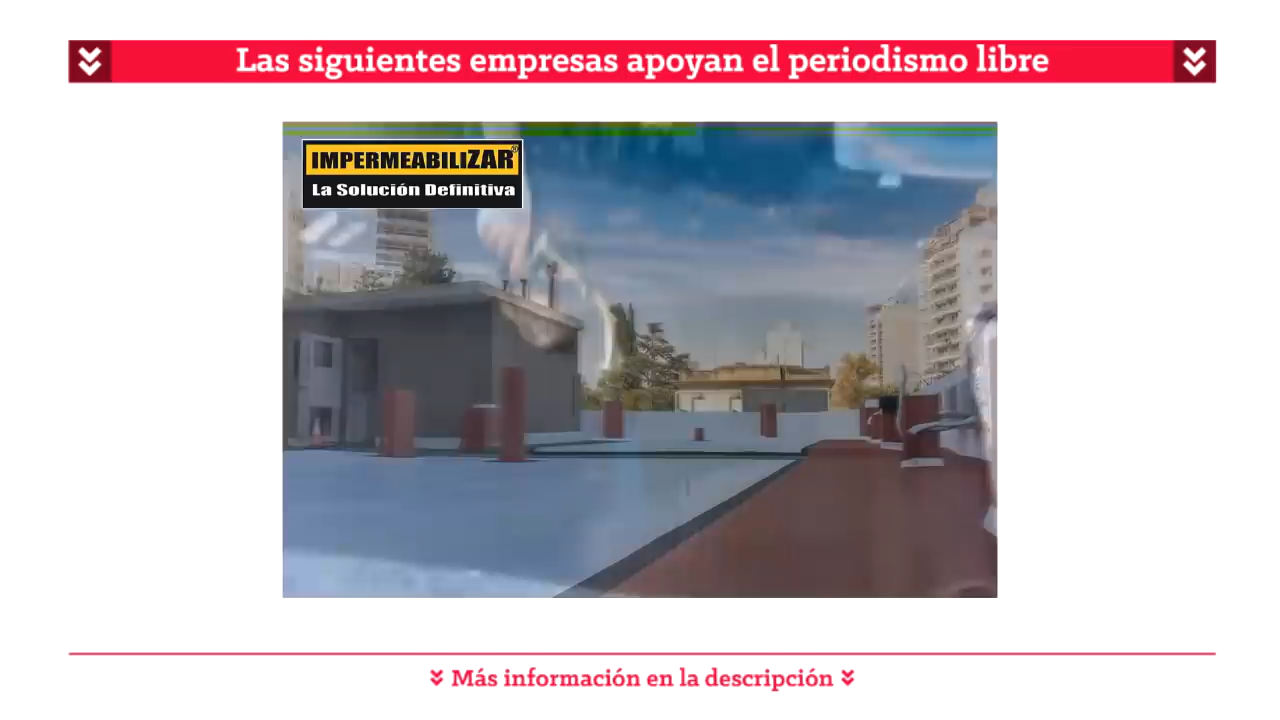 Las siguientes empresas apoyan el periodismo libre
IMPERMEABILIZAR®
La Solución Definitiva
Más información en la descripción